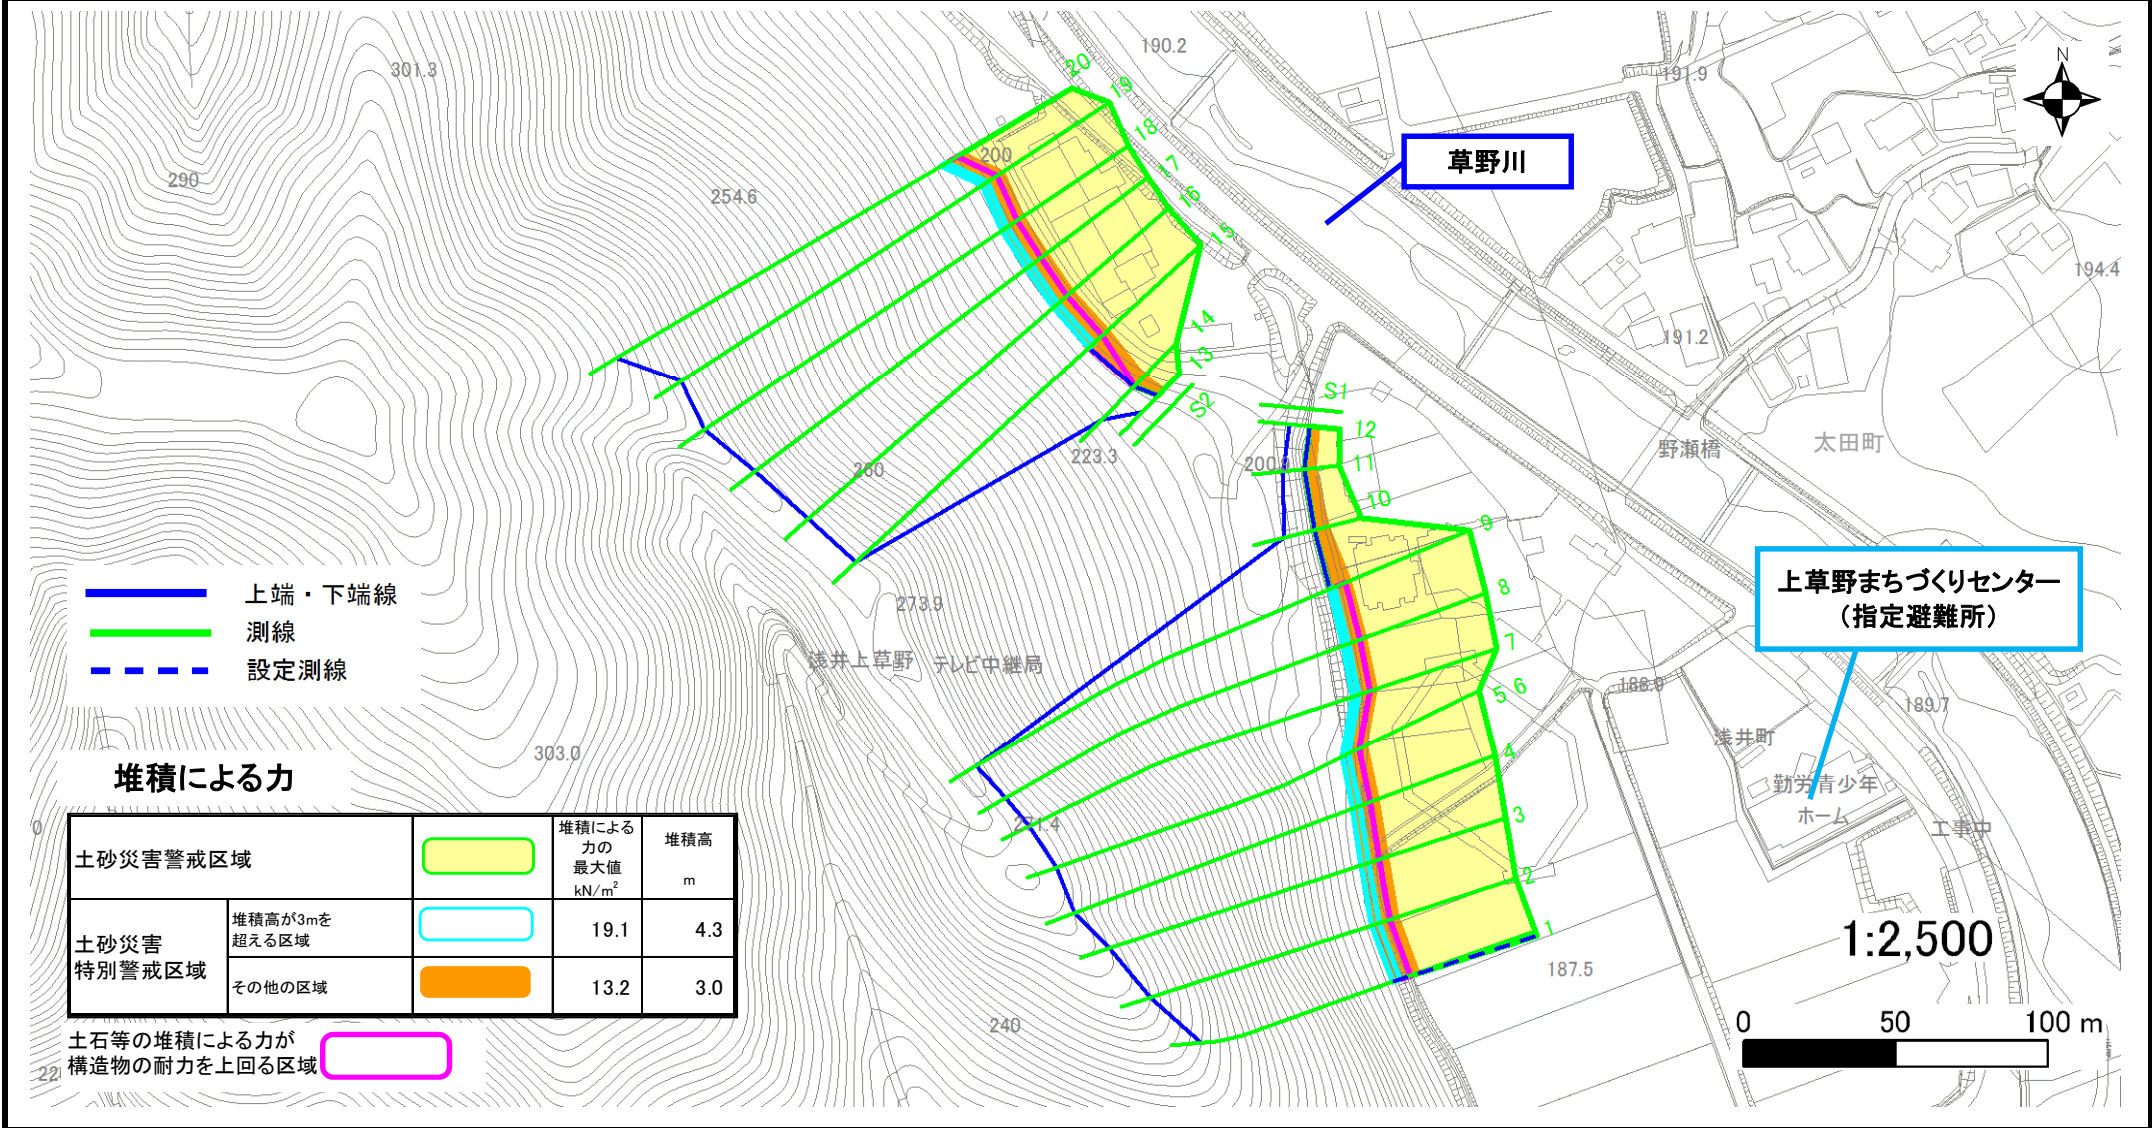 301.3
190.2
191.9
N
290
254.6
200
草野川
20
19
18
17
16
15
14
13
S2
194.4
191.2
S1
12
11
10
9
8
7
5 6
4
3
2
1
260
223.3
200.9
野瀬橋
太田町
上端・下端線
測線
設定測線
273.9
浅井上草野 テレビ中継局
上草野まちづくりセンター
(指定避難所)
188.9
189.7
浅井町
勤労青少年
ホーム
工事中
303.0
271.4
240
187.5
0
22
堆積による力
堆積による
力の
最大値
kN/m²
堆積高
m
土砂災害警戒区域
土砂災害
特別警戒区域
堆積高が3mを
超える区域
19.1
4.3
その他の区域
13.2
3.0
土石等の堆積による力が
構造物の耐力を上回る区域
1:2,500
0 50 100 m